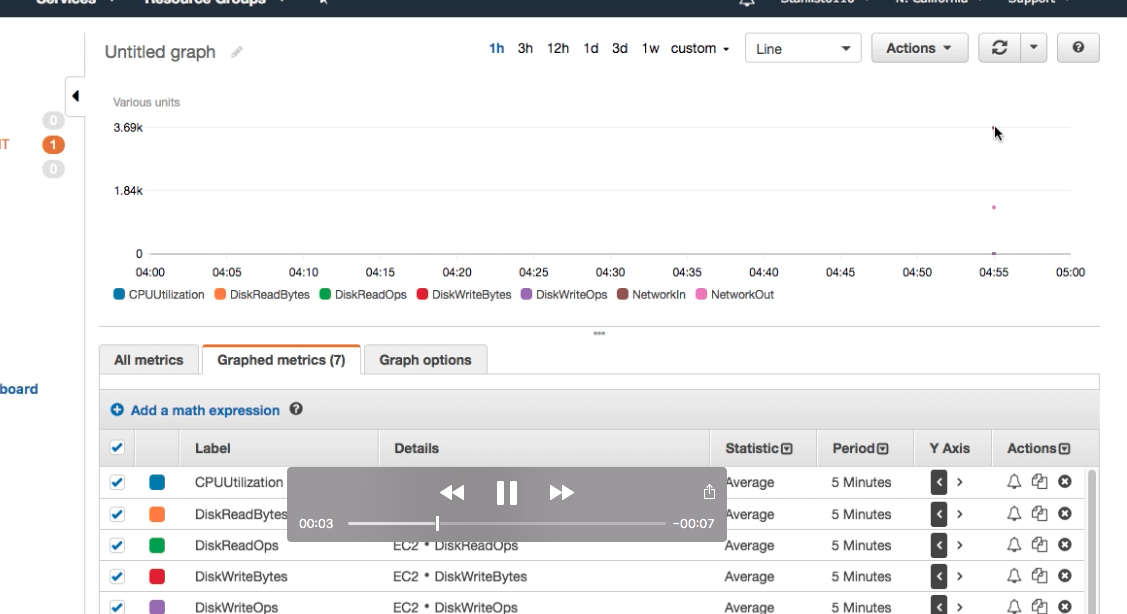 Services Resource Groups Stanlist0110 N. California Support
Untitled graph 1h 3h 12h 1d 3d 1w custom Line Actions
Various units
0
3.69k
IT 1
0
1.84k
0
04:00 04:05 04:10 04:15 04:20 04:25 04:30 04:35 04:40 04:45 04:50 04:55 05:00
CPUUtilization DiskReadBytes DiskReadOps DiskWriteBytes DiskWriteOps NetworkIn NetworkOut
All metrics Graphed metrics (7) Graph options
board
Add a math expression
Label Details Statistic Period Y Axis Actions
CPUUtilization Average 5 Minutes
DiskReadBytes Average 5 Minutes
00:03 -00:07
DiskReadOps EC2 * DiskReadOps Average 5 Minutes
DiskWriteBytes EC2 * DiskWriteBytes Average 5 Minutes
DiskWriteOps EC2 * DiskWriteOps Average 5 Minutes